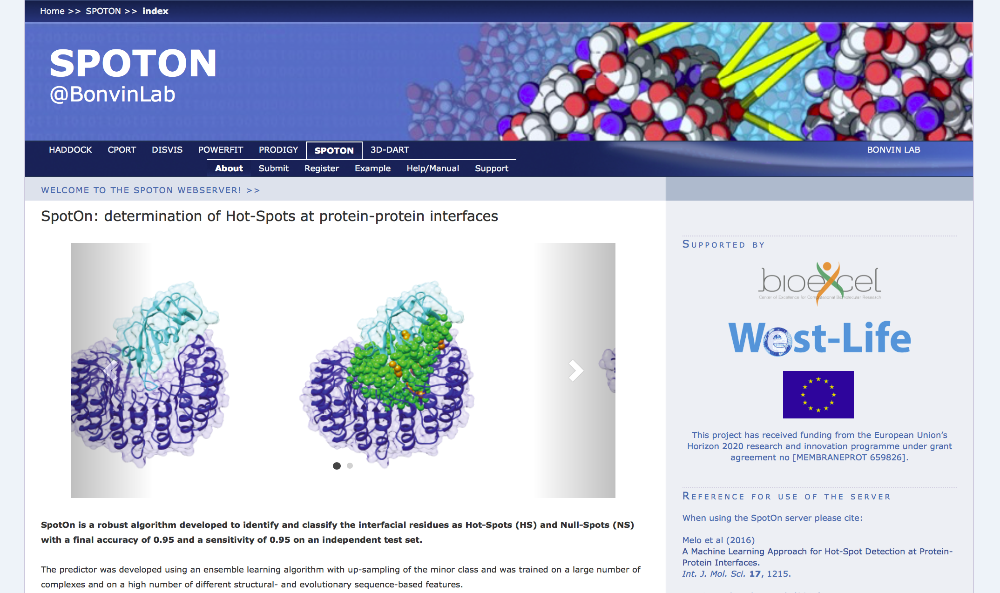 Home >> SPOTON >> index
SPOTON
@BonvinLab
HADDOCK CPORT DISVIS POWERFIT PRODIGY SPOTON 3D-DART BONVIN LAB
About Submit Register Example Help/Manual Support
WELCOME TO THE SPOTON WEBSERVER! >>
SpotOn: determination of Hot-Spots at protein-protein interfaces
SpotOn is a robust algorithm developed to identify and classify the interfacial residues as Hot-Spots (HS) and Null-Spots (NS)
with a final accuracy of 0.95 and a sensitivity of 0.95 on an independent test set.
The predictor was developed using an ensemble learning algorithm with up-sampling of the minor class and was trained on a large number of
complexes and on a high number of different structural- and evolutionary sequence-based features.
Supported by
bioexcel
Center of Excellence for Computational Biomolecular Research
West-Life
This project has received funding from the European Union’s
Horizon 2020 research and innovation programme under grant
agreement no [MEMBRANEPROT 659826].
Reference for use of the server
When using the SpotOn server please cite:
Melo et al (2016)
A Machine Learning Approach for Hot-Spot Detection at Protein-
Protein Interfaces.
Int. J. Mol. Sci. 17, 1215.